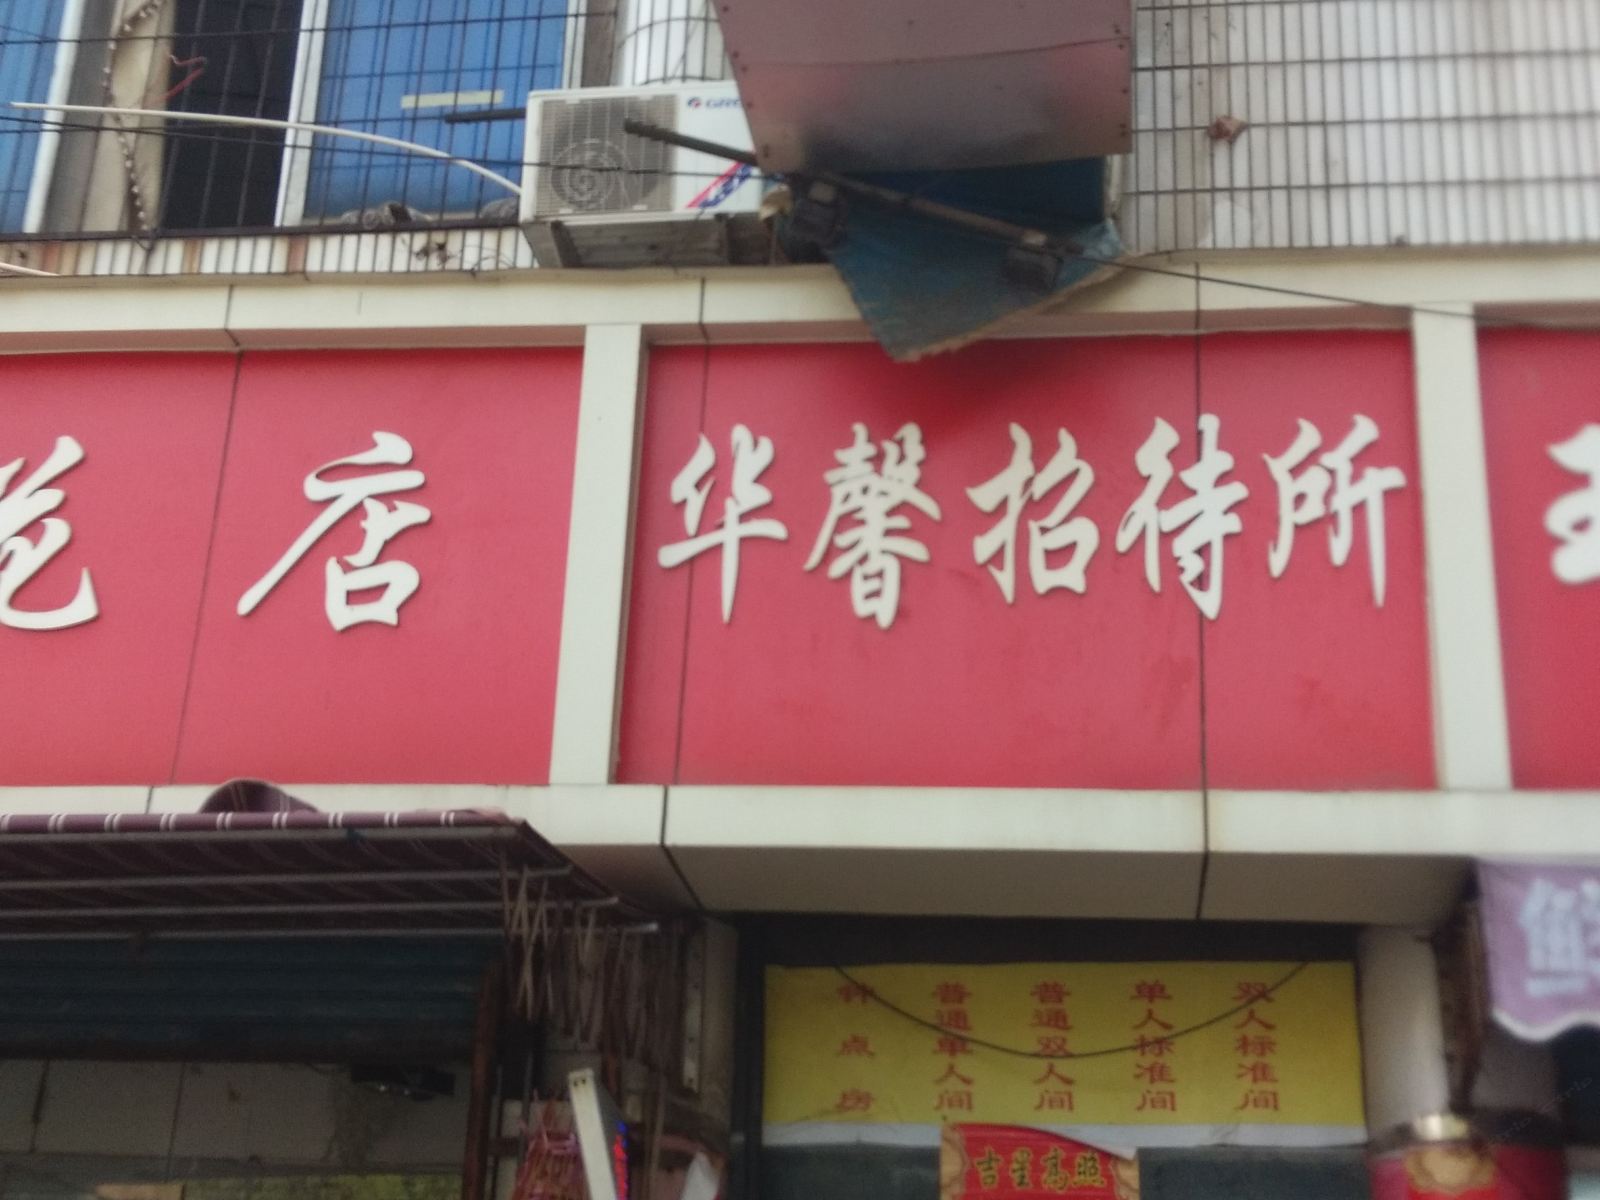 店
华馨招待所
钟点房
普通单人间
普通双人间
单人标准间
双人标准间
吉星高照